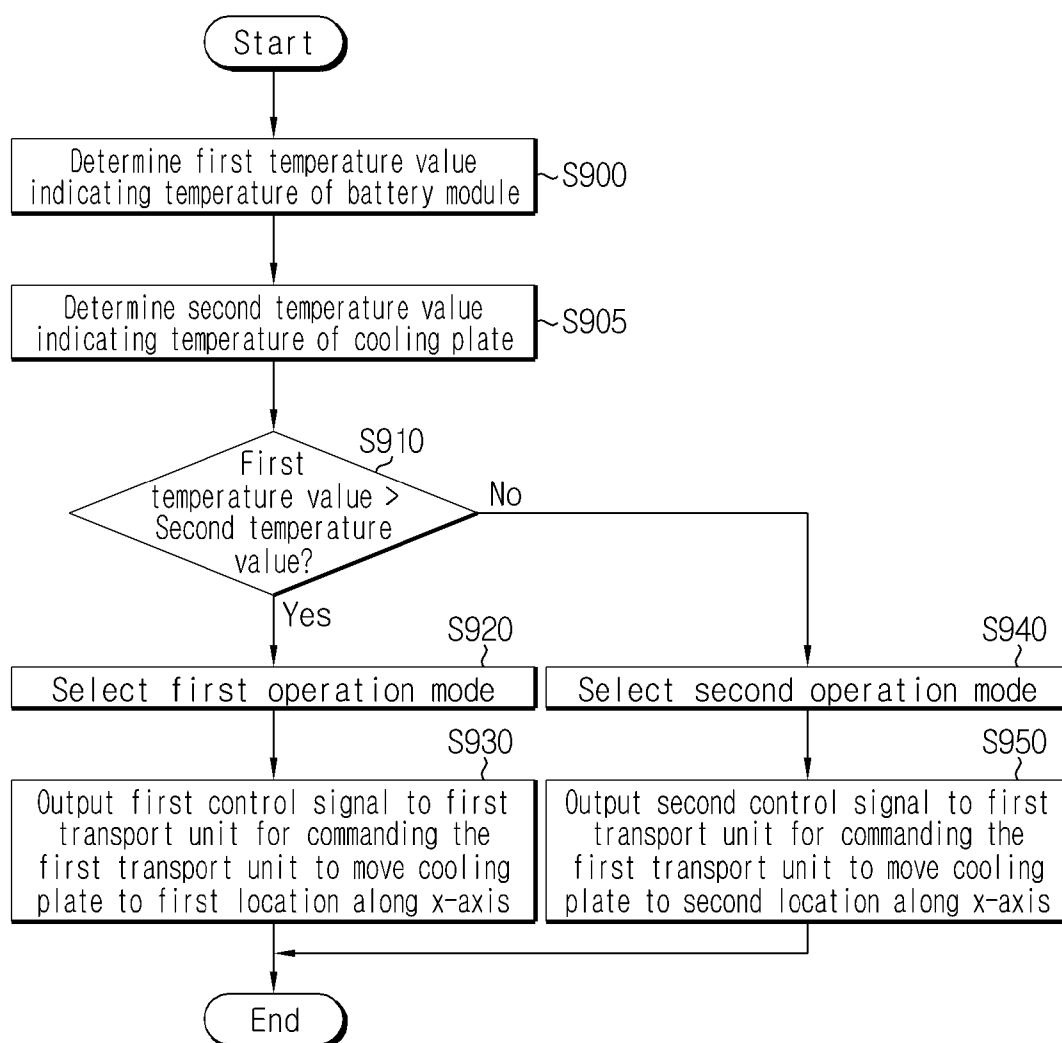 Start
Determine first temperature value
indicating temperature of battery module
S900
Determine second temperature value
indicating temperature of cooling plate
S905
S910
First
temperature value >
Second temperature
value?
No
Yes
S920
Select first operation mode
S940
Select second operation mode
S930
Output first control signal to first
transport unit for commanding the
first transport unit to move cooling
plate to first location along x-axis
S950
Output second control signal to first
transport unit for commanding the
first transport unit to move cooling
plate to second location along x-axis
End